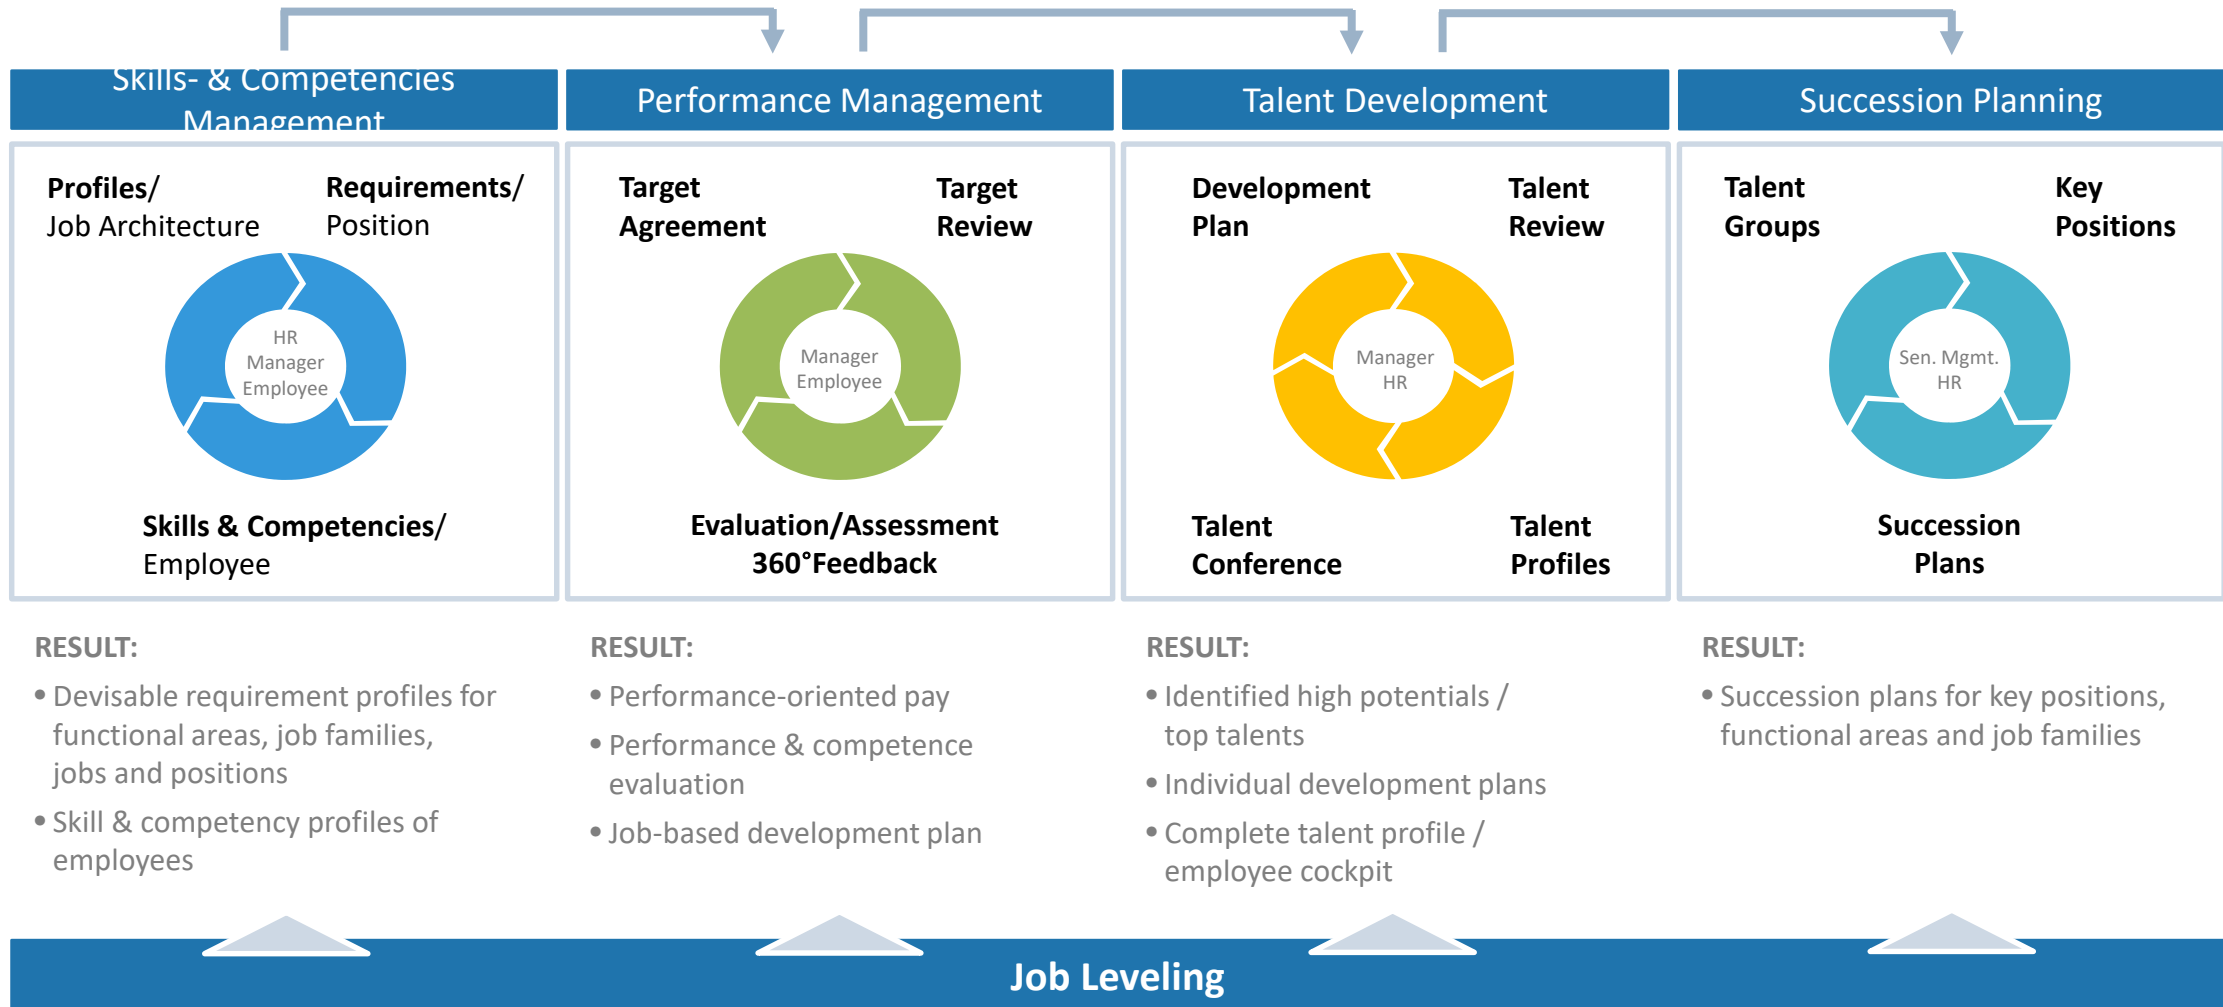 Skills- & Competencies
Management
Performance Management
Talent Development
Succession Planning
Profiles/
Job Architecture
Requirements/
Position
HR
Manager
Employee
Skills & Competencies/
Employee
Target
Agreement
Target
Review
Manager
Employee
Evaluation/Assessment
360°Feedback
Development
Plan
Talent
Review
Manager
HR
Talent
Conference
Talent
Profiles
Talent
Groups
Key
Positions
Sen. Mgmt.
HR
Succession
Plans
RESULT:
• Devisable requirement profiles for
functional areas, job families,
jobs and positions
• Skill & competency profiles of
employees
RESULT:
• Performance-oriented pay
• Performance & competence
evaluation
• Job-based development plan
RESULT:
• Identified high potentials /
top talents
• Individual development plans
• Complete talent profile /
employee cockpit
RESULT:
• Succession plans for key positions,
functional areas and job families
Job Leveling